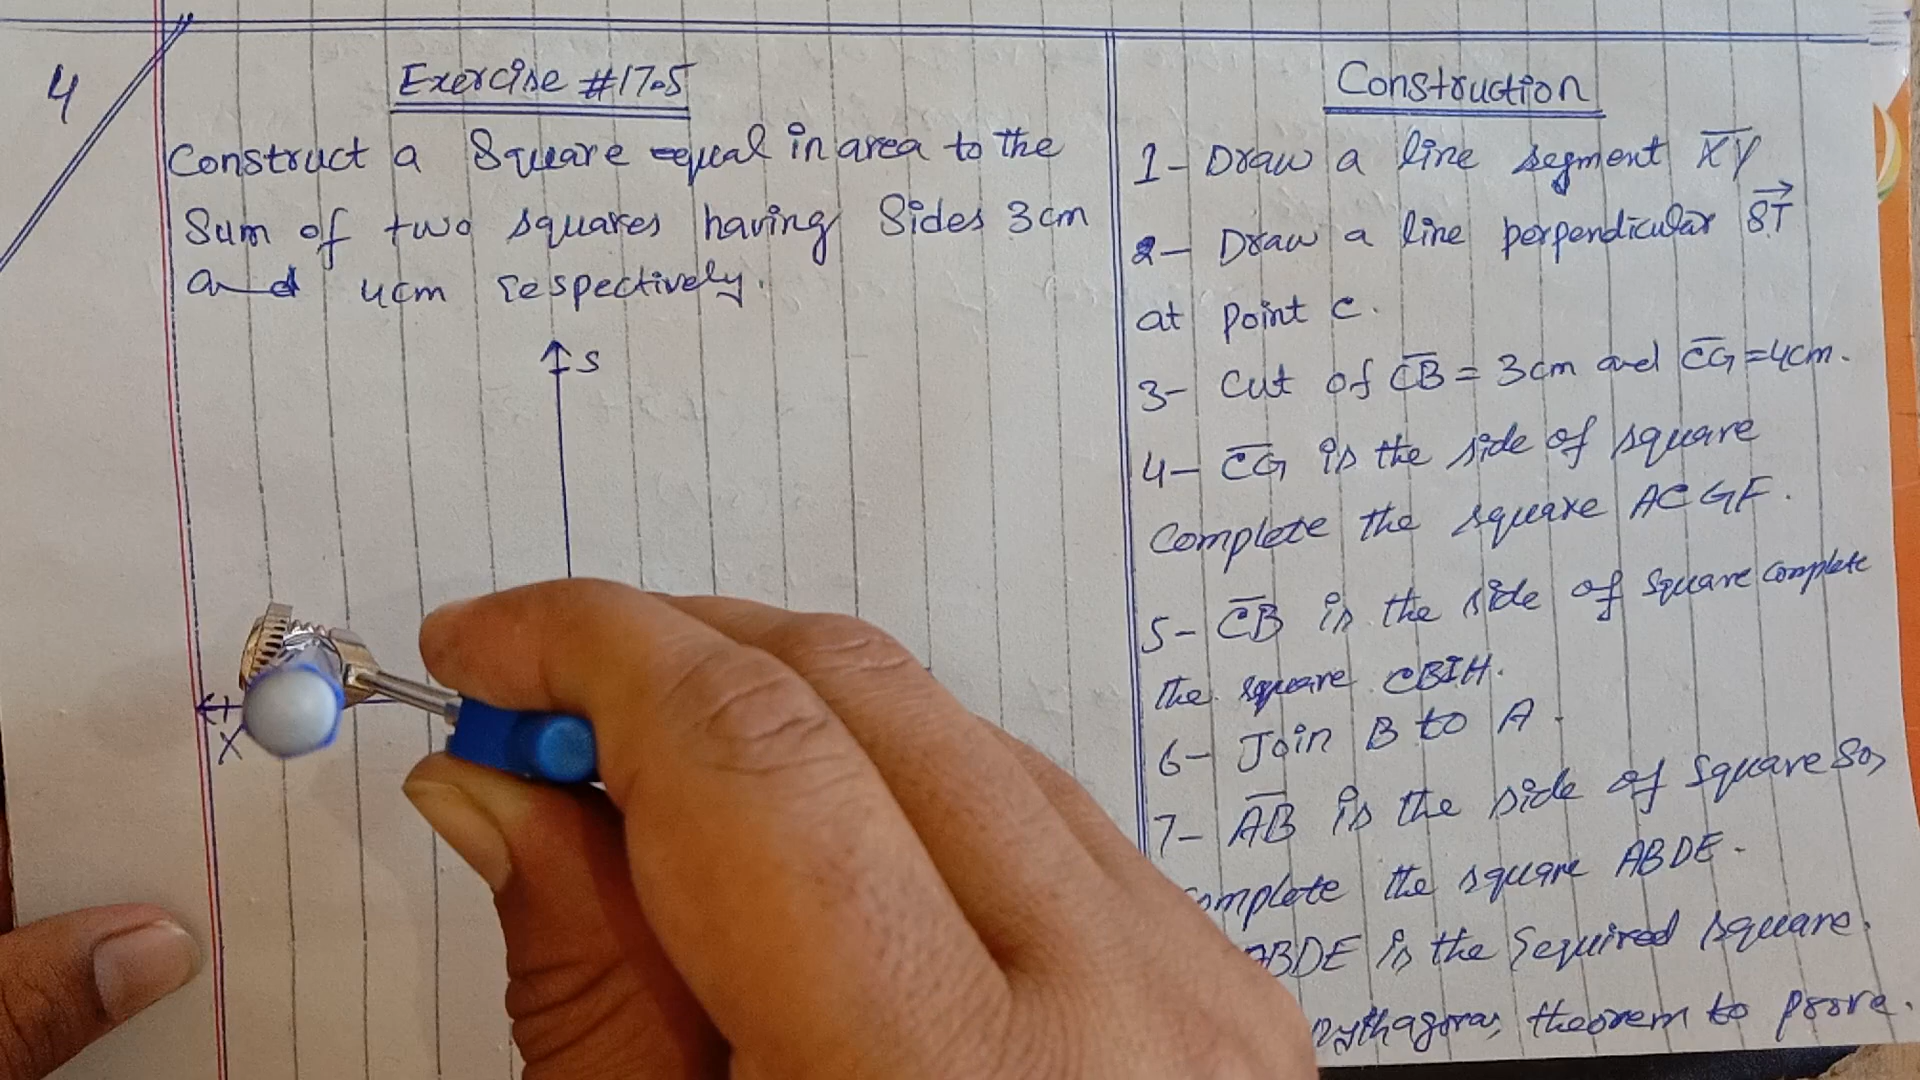 4
Exercise #17.5
Construct a Square equal in area to the
Sum of two squares having Sides 3cm
and 4cm respectively.
S
X
Construction
1- Draw a line segment XY
2- Draw a line perpendicular ST
at point C.
3- Cut of CB = 3cm and CG = 4cm.
4- CG is the side of square
Complete the square ACGF.
5- CB is the side of Square complete
the square CBIH.
6- Join B to A.
7- AB is the side of square So,
omplete the square ABDE.
ABDE is the required square.
pythagoras, theorem to prove.